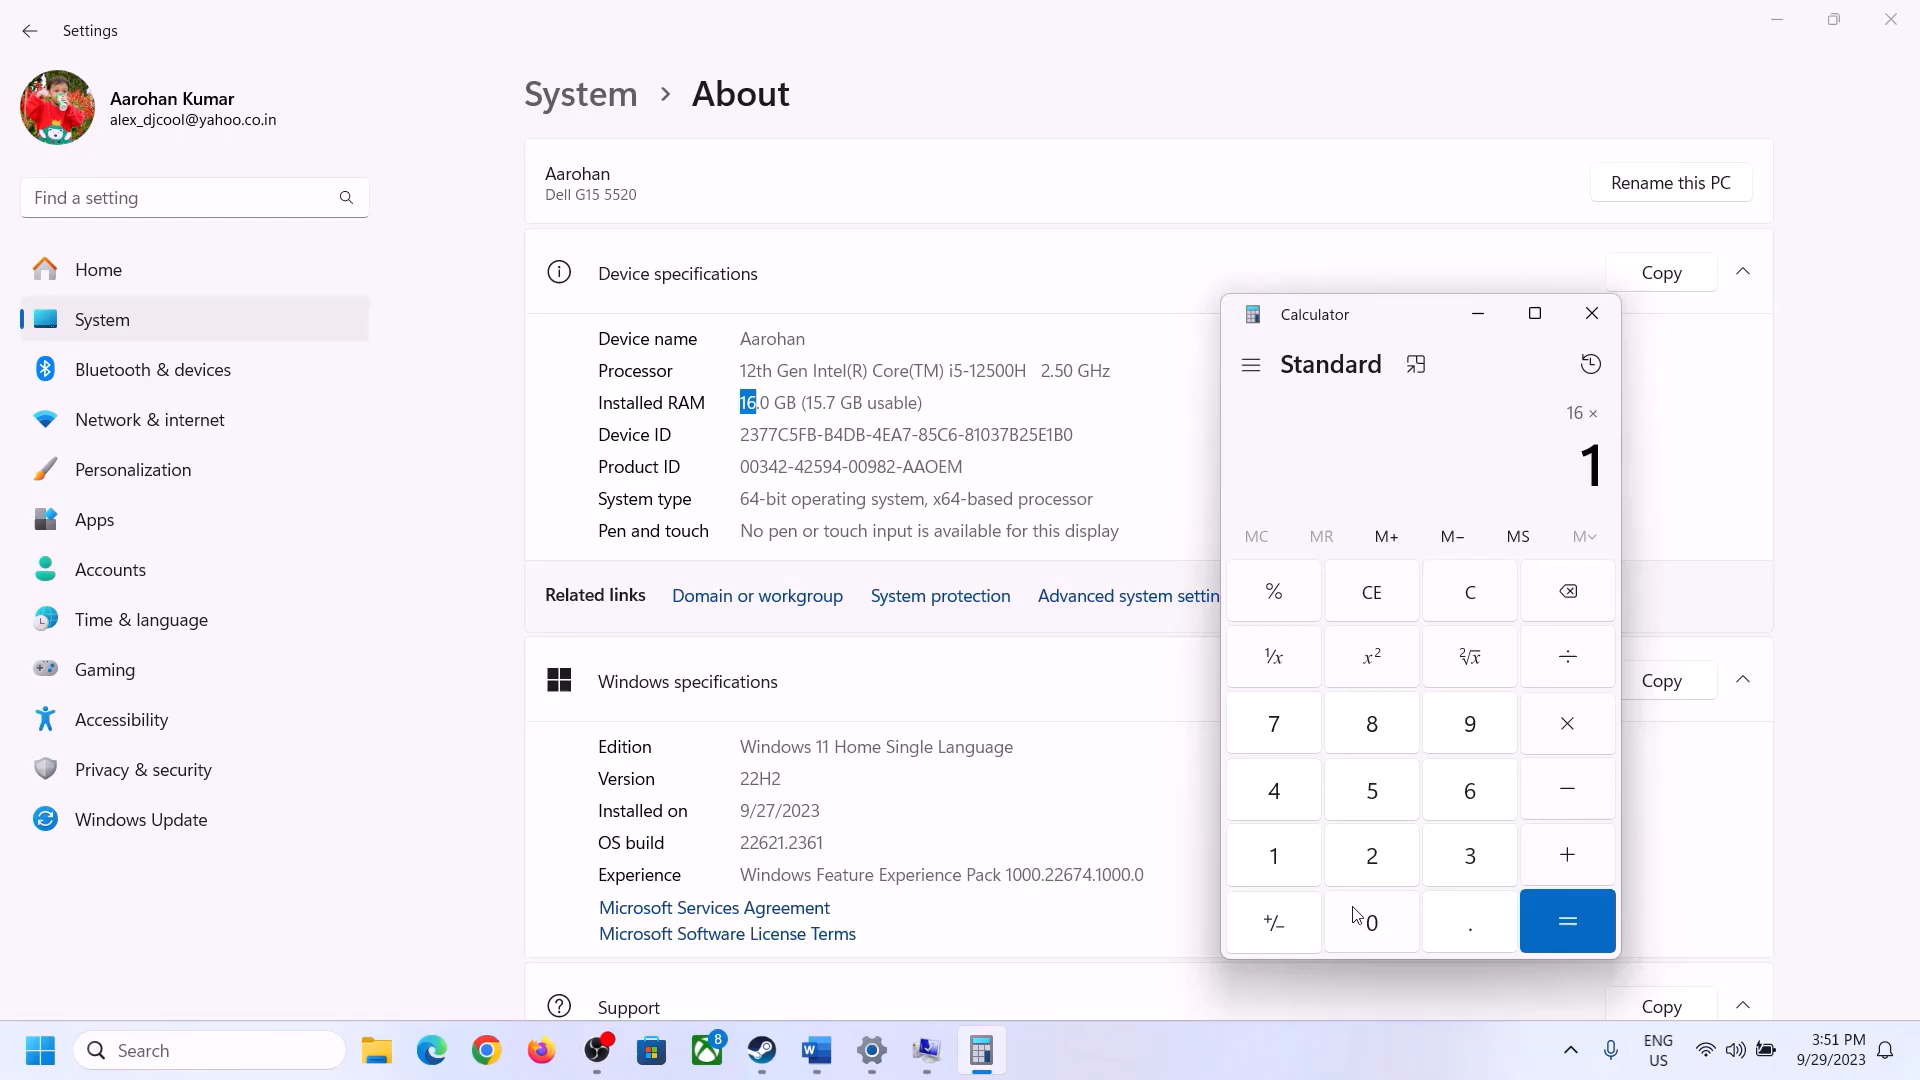 Settings
Aarohan Kumar
alex_djcool@yahoo.co.in
Find a setting
Home
System
Bluetooth & devices
Network & internet
Personalization
Apps
Accounts
Time & language
Gaming
Accessibility
Privacy & security
Windows Update
System > About
Aarohan
Dell G15 5520
Rename this PC
Device specifications
Copy
Device name Aarohan
Processor 12th Gen Intel(R) Core(TM) i5-12500H 2.50 GHz
Installed RAM 16.0 GB (15.7 GB usable)
Device ID 2377C5FB-B4DB-4EA7-85C6-81037B25E1B0
Product ID 00342-42594-00982-AAOEM
System type 64-bit operating system, x64-based processor
Pen and touch No pen or touch input is available for this display
Related links Domain or workgroup System protection Advanced system settin
Windows specifications
Copy
Edition Windows 11 Home Single Language
Version 22H2
Installed on 9/27/2023
OS build 22621.2361
Experience Windows Feature Experience Pack 1000.22674.1000.0
Microsoft Services Agreement
Microsoft Software License Terms
Support
Copy
Calculator
Standard
16 ×
1
MC MR M+ M− MS M
% CE C
¹/x x² ²√x ÷
7 8 9 ×
4 5 6 −
1 2 3 +
+/− 0 . =
Search
8
ENG
US
3:51 PM
9/29/2023